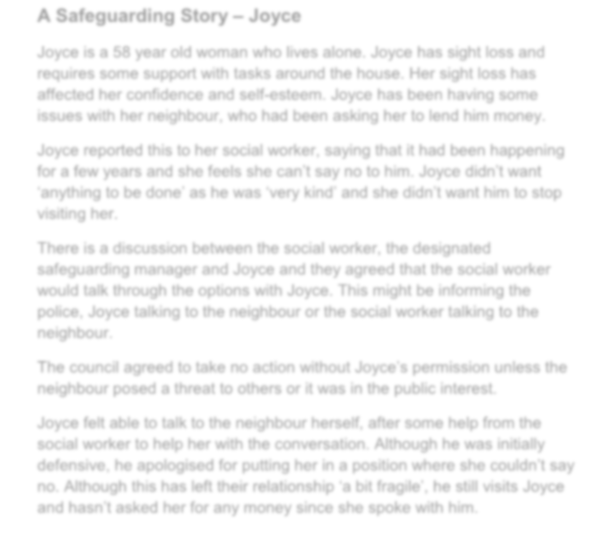 A Safeguarding Story – Joyce
Joyce is a 58 year old woman who lives alone. Joyce has sight loss and
requires some support with tasks around the house. Her sight loss has
affected her confidence and self-esteem. Joyce has been having some
issues with her neighbour, who had been asking her to lend him money.
Joyce reported this to her social worker, saying that it had been happening
for a few years and she feels she can’t say no to him. Joyce didn’t want
‘anything to be done’ as he was ‘very kind’ and she didn’t want him to stop
visiting her.
There is a discussion between the social worker, the designated
safeguarding manager and Joyce and they agreed that the social worker
would talk through the options with Joyce. This might be informing the
police, Joyce talking to the neighbour or the social worker talking to the
neighbour.
The council agreed to take no action without Joyce’s permission unless the
neighbour posed a threat to others or it was in the public interest.
Joyce felt able to talk to the neighbour herself, after some help from the
social worker to help her with the conversation. Although he was initially
defensive, he apologised for putting her in a position where she couldn’t say
no. Although this has left their relationship ‘a bit fragile’, he still visits Joyce
and hasn’t asked her for any money since she spoke with him.